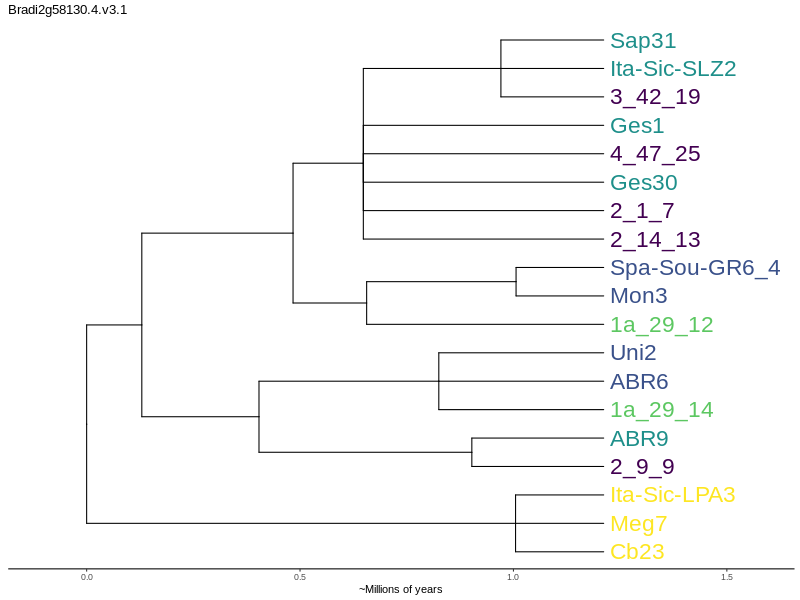 Bradi2g58130.4.v3.1
Sap31
Ita-Sic-SLZ2
3_42_19
Ges1
4_47_25
Ges30
2_1_7
2_14_13
Spa-Sou-GR6_4
Mon3
1a_29_12
Uni2
ABR6
1a_29_14
ABR9
2_9_9
Ita-Sic-LPA3
Meg7
Cb23
0.0 0.5 1.0 1.5
~Millions of years